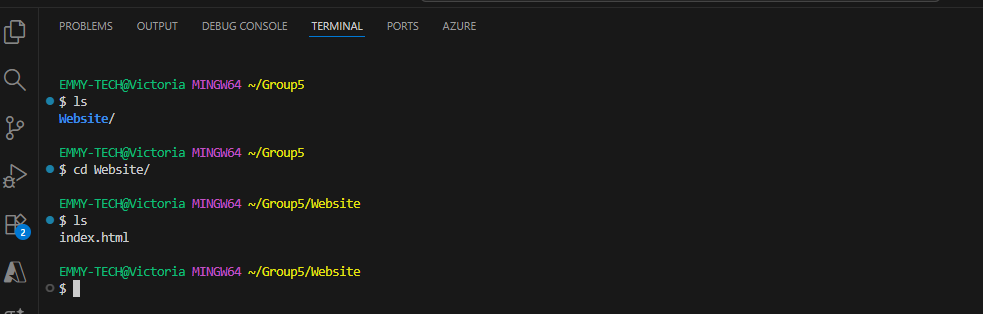 PROBLEMS OUTPUT DEBUG CONSOLE TERMINAL PORTS AZURE
EMMY-TECH@Victoria MINGW64 ~/Group5
$ ls
Website/
EMMY-TECH@Victoria MINGW64 ~/Group5
$ cd Website/
EMMY-TECH@Victoria MINGW64 ~/Group5/Website
$ ls
index.html
2
EMMY-TECH@Victoria MINGW64 ~/Group5/Website
$